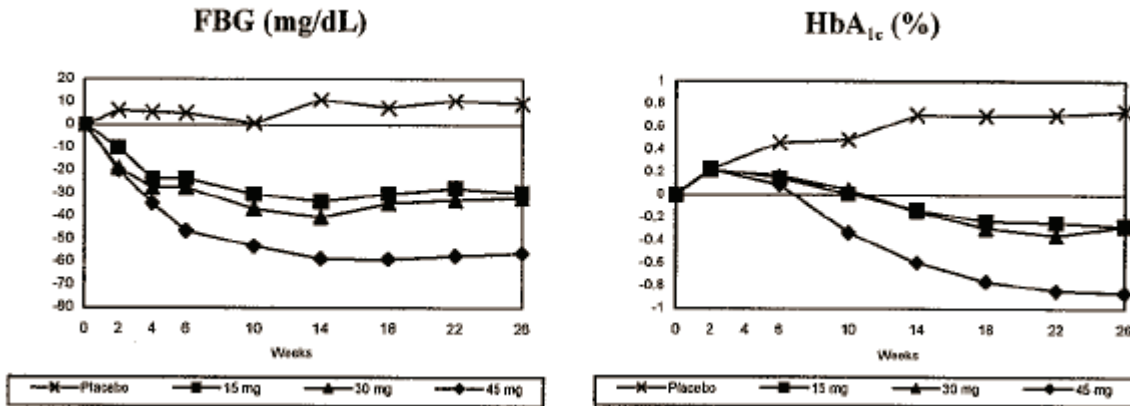 FBG (mg/dL)
20
10
0
-10
-20
-30
-40
-50
-60
-70
-80
0 2 4 6 10 14 18 22 26
Weeks
Placebo 15 mg 30 mg 45 mg
HbA1c (%)
1
0.8
0.6
0.4
0.2
0
-0.2
-0.4
-0.6
-0.8
-1
0 2 4 6 10 14 18 22 26
Weeks
Placebo 15 mg 30 mg 45 mg